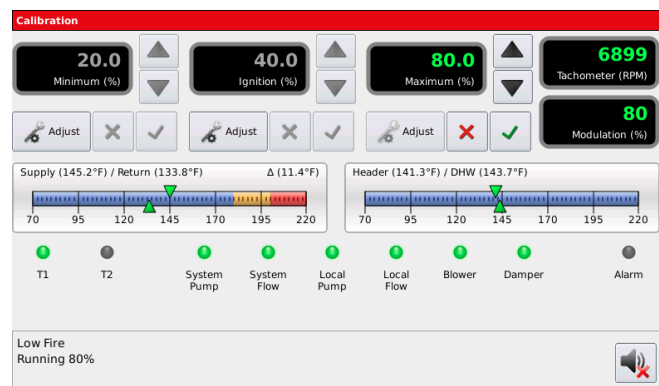 Calibration
20.0
Minimum (%)
40.0
Ignition (%)
80.0
Maximum (%)
6899
Tachometer (RPM)
Adjust
Adjust
Adjust
80
Modulation (%)
Supply (145.2°F) / Return (133.8°F) Δ (11.4°F)
70 95 120 145 170 195 220
Header (141.3°F) / DHW (143.7°F)
70 95 120 145 170 195 220
T1
T2
System
Pump
System
Flow
Local
Pump
Local
Flow
Blower
Damper
Alarm
Low Fire
Running 80%